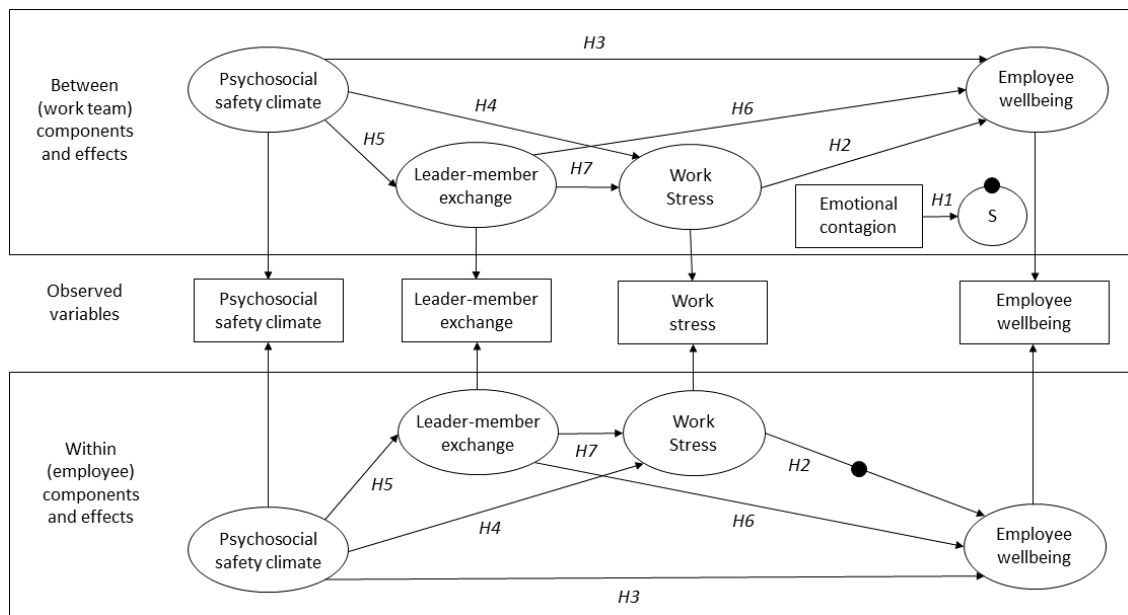 H3
Between
(work team)
components
and effects
Psychosocial
safety climate
Employee
wellbeing
H4
H6
H5
H2
Leader-member
exchange
H7
Work
Stress
Emotional
contagion
H1
S
Observed
variables
Psychosocial
safety climate
Leader-member
exchange
Work
stress
Employee
wellbeing
Within
(employee)
components
and effects
Leader-member
exchange
H7
Work
Stress
H2
H5
H4
H6
Psychosocial
safety climate
Employee
wellbeing
H3